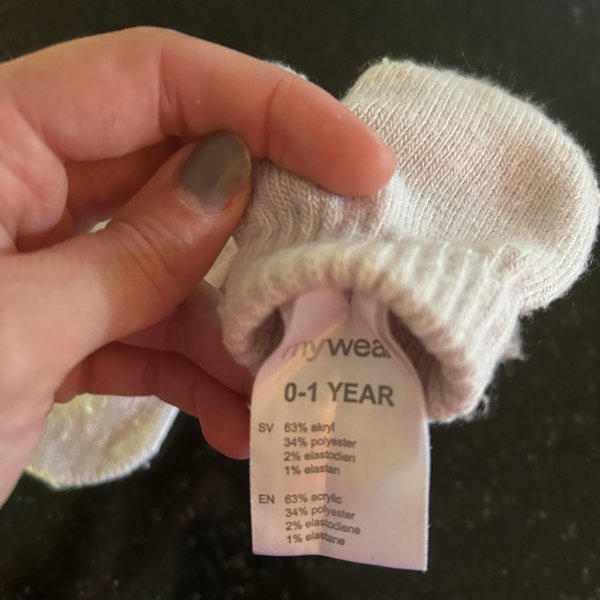 mywear
0-1 YEAR
SV 63% akryl
34% polyester
2% elastodien
1% elastan
EN 63% acrylic
34% polyester
2% elastodiene
1% elastane